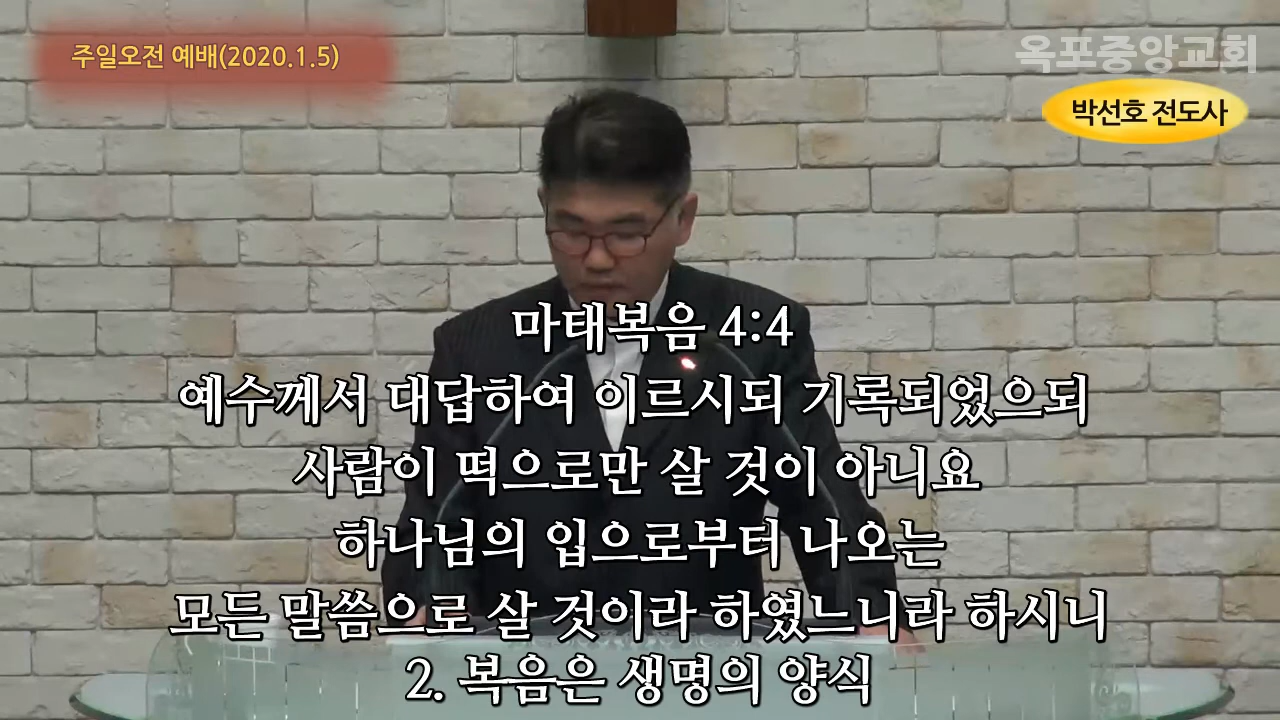 주일오전 예배(2020.1.5)
옥포중앙교회
박선호 전도사
마태복음 4:4
예수께서 대답하여 이르시되 기록되었으되
사람이 떡으로만 살 것이 아니요
하나님의 입으로부터 나오는
모든 말씀으로 살 것이라 하였느니라 하시니
2. 복음은 생명의 양식